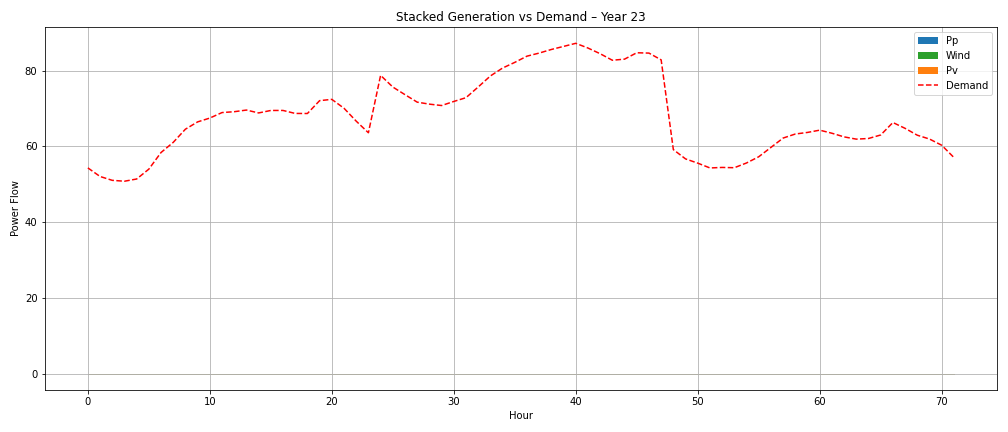 Stacked Generation vs Demand – Year 23
Pp
Wind
Pv
Demand
Power Flow
80
60
40
20
0
0 10 20 30 40 50 60 70
Hour